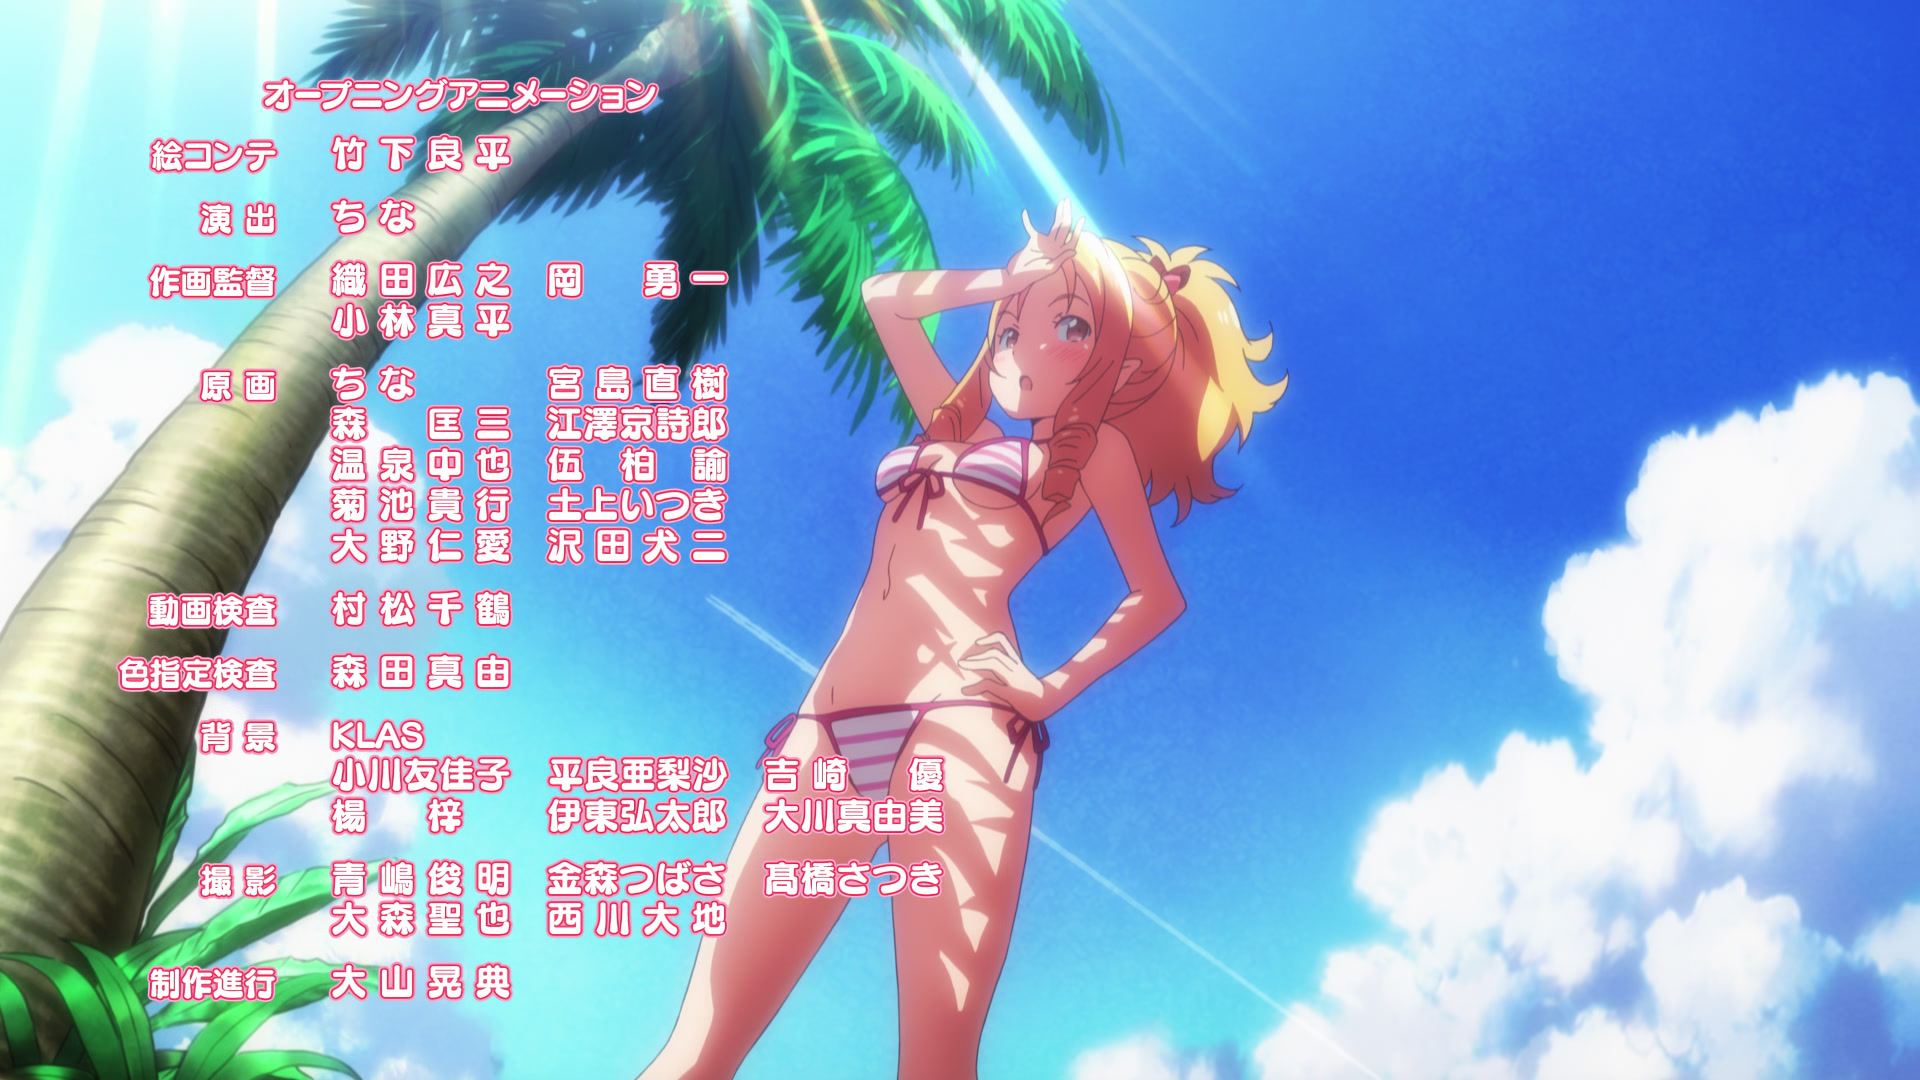 オープニングアニメーション
絵コンテ 竹下良平
演出 ちな
作画監督 織田広之 岡勇一
小林真平
原画 ちな 宮島直樹
森匡三 江澤京詩郎
温泉中也 伍柏諭
菊池貴行 土上いつき
大野仁愛 沢田犬二
動画検査 村松千鶴
色指定検査 森田真由
背景 KLAS
小川友佳子 平良亜梨沙 吉崎優
楊梓 伊東弘太郎 大川真由美
撮影 青嶋俊明 金森つばさ 髙橋さつき
大森聖也 西川大地
制作進行 大山晃典